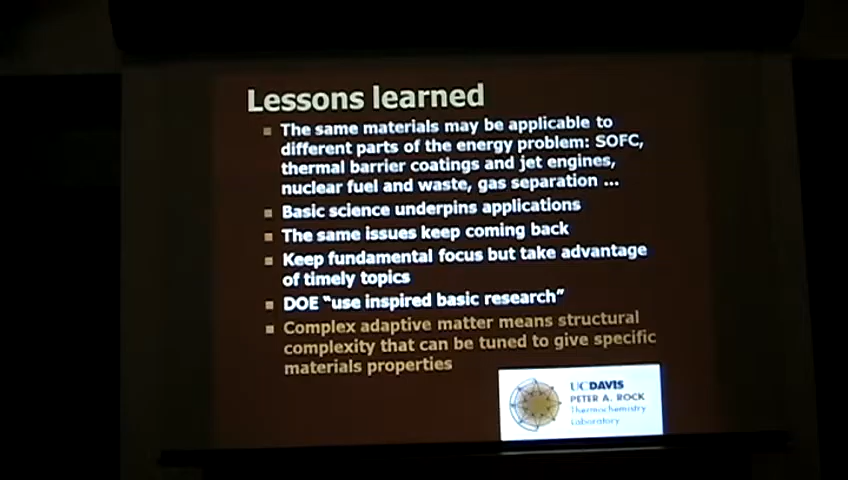 Lessons learned
The same materials may be applicable to
different parts of the energy problem: SOFC,
thermal barrier coatings and jet engines,
nuclear fuel and waste, gas separation ...
Basic science underpins applications
The same issues keep coming back
Keep fundamental focus but take advantage
of timely topics
DOE “use inspired basic research”
Complex adaptive matter means structural
complexity that can be tuned to give specific
materials properties
UCDAVIS
PETER A. ROCK
Thermochemistry
Laboratory